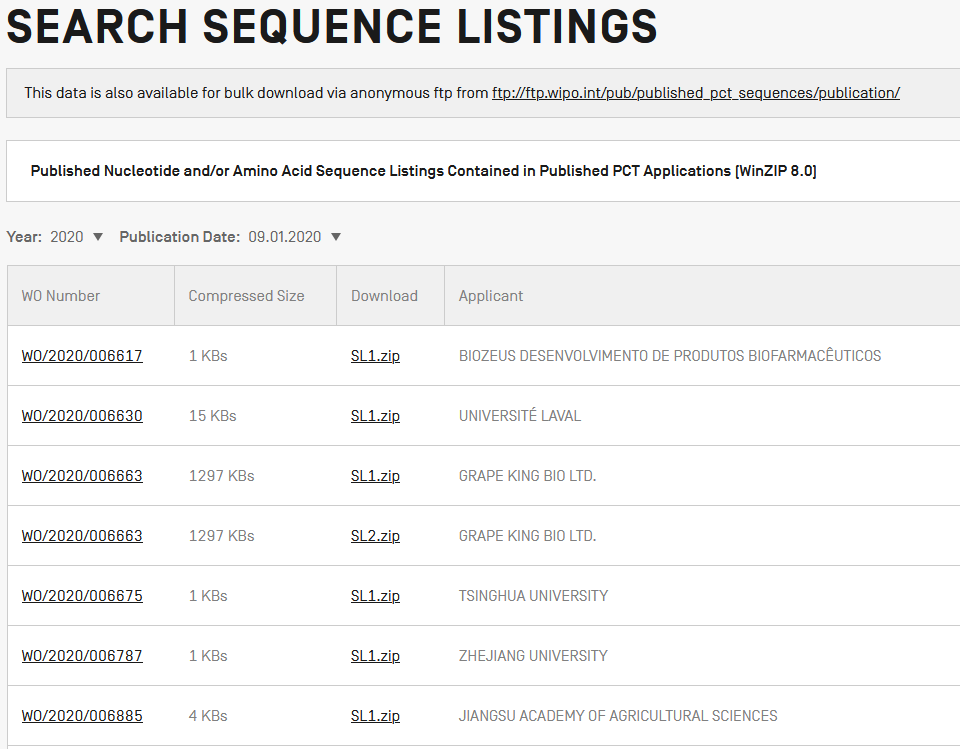 SEARCH SEQUENCE LISTINGS
This data is also available for bulk download via anonymous ftp from ftp://ftp.wipo.int/pub/published_pct_sequences/publication/
Published Nucleotide and/or Amino Acid Sequence Listings Contained in Published PCT Applications [WinZIP 8.0]
Year: 2020 ▼ Publication Date: 09.01.2020 ▼
WO Number Compressed Size Download Applicant
WO/2020/006617 1 KBs SL1.zip BIOZEUS DESENVOLVIMENTO DE PRODUTOS BIOFARMACÊUTICOS
WO/2020/006630 15 KBs SL1.zip UNIVERSITÉ LAVAL
WO/2020/006663 1297 KBs SL1.zip GRAPE KING BIO LTD.
WO/2020/006663 1297 KBs SL2.zip GRAPE KING BIO LTD.
WO/2020/006675 1 KBs SL1.zip TSINGHUA UNIVERSITY
WO/2020/006787 1 KBs SL1.zip ZHEJIANG UNIVERSITY
WO/2020/006885 4 KBs SL1.zip JIANGSU ACADEMY OF AGRICULTURAL SCIENCES